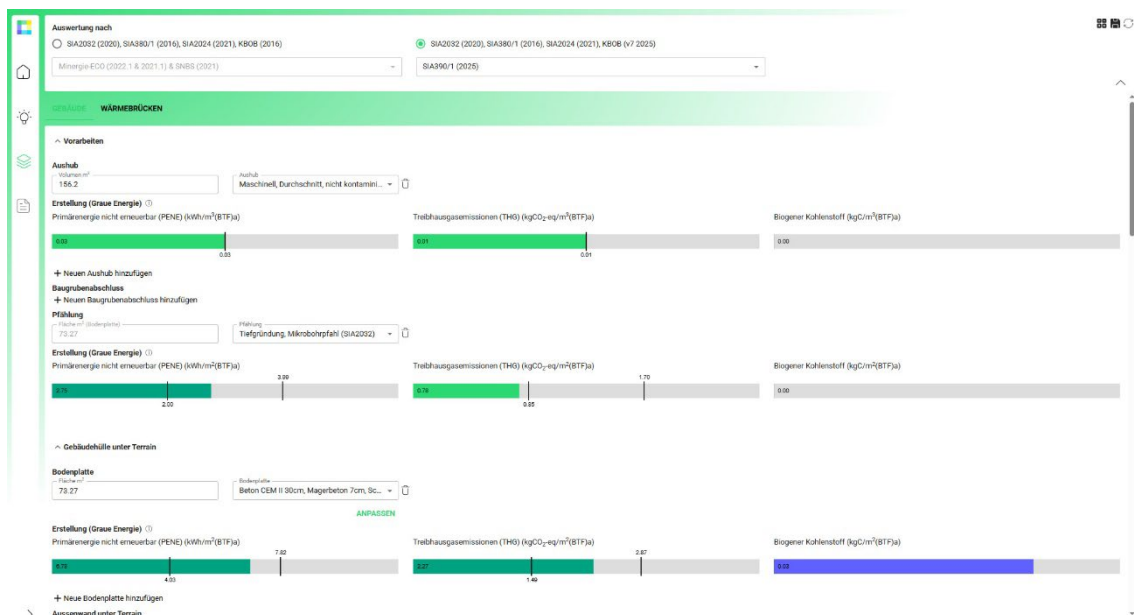 Auswertung nach
SIA2032 (2020), SIA380/1 (2016), SIA2024 (2021), KBOB (2016)
SIA2032 (2020), SIA380/1 (2016), SIA2024 (2021), KBOB (v7 2025)
Minergie-ECO (2022.1 & 2021.1) & SNBS (2021)
SIA390/1 (2025)
GEBÄUDE
WÄRMEBRÜCKEN
Vorarbeiten
Aushub
Volumen m³
Aushub
156.2
Maschinell, Durchschnitt, nicht kontamini...
Erstellung (Graue Energie)
Primärenergie nicht erneuerbar (PENE) (kWh/m³(BTF)a)
Treibhausgasemissionen (THG) (kgCO₂-eq/m³(BTF)a)
Biogener Kohlenstoff (kgC/m³(BTF)a)
0.03
0.01
0.00
0.03
0.01
+ Neuen Aushub hinzufügen
Baugrubenabschluss
+ Neuen Baugrubenabschluss hinzufügen
Pfählung
Fläche m² (Bodenplatte)
Pfählung
73.27
Tiefgründung, Mikrobohrpfahl (SIA2032)
Erstellung (Graue Energie)
Primärenergie nicht erneuerbar (PENE) (kWh/m²(BTF)a)
Treibhausgasemissionen (THG) (kgCO₂-eq/m²(BTF)a)
Biogener Kohlenstoff (kgC/m²(BTF)a)
3.99
1.70
0.78
0.00
2.00
0.85
Gebäudehülle unter Terrain
Bodenplatte
Fläche m²
Bodenplatte
73.27
Beton CEM II 30cm, Magerbeton 7cm, Sc...
ANPASSEN
Erstellung (Graue Energie)
Primärenergie nicht erneuerbar (PENE) (kWh/m²(BTF)a)
Treibhausgasemissionen (THG) (kgCO₂-eq/m²(BTF)a)
Biogener Kohlenstoff (kgC/m²(BTF)a)
7.82
2.87
2.27
0.53
4.03
1.49
+ Neue Bodenplatte hinzufügen
Aussenwand unter Terrain